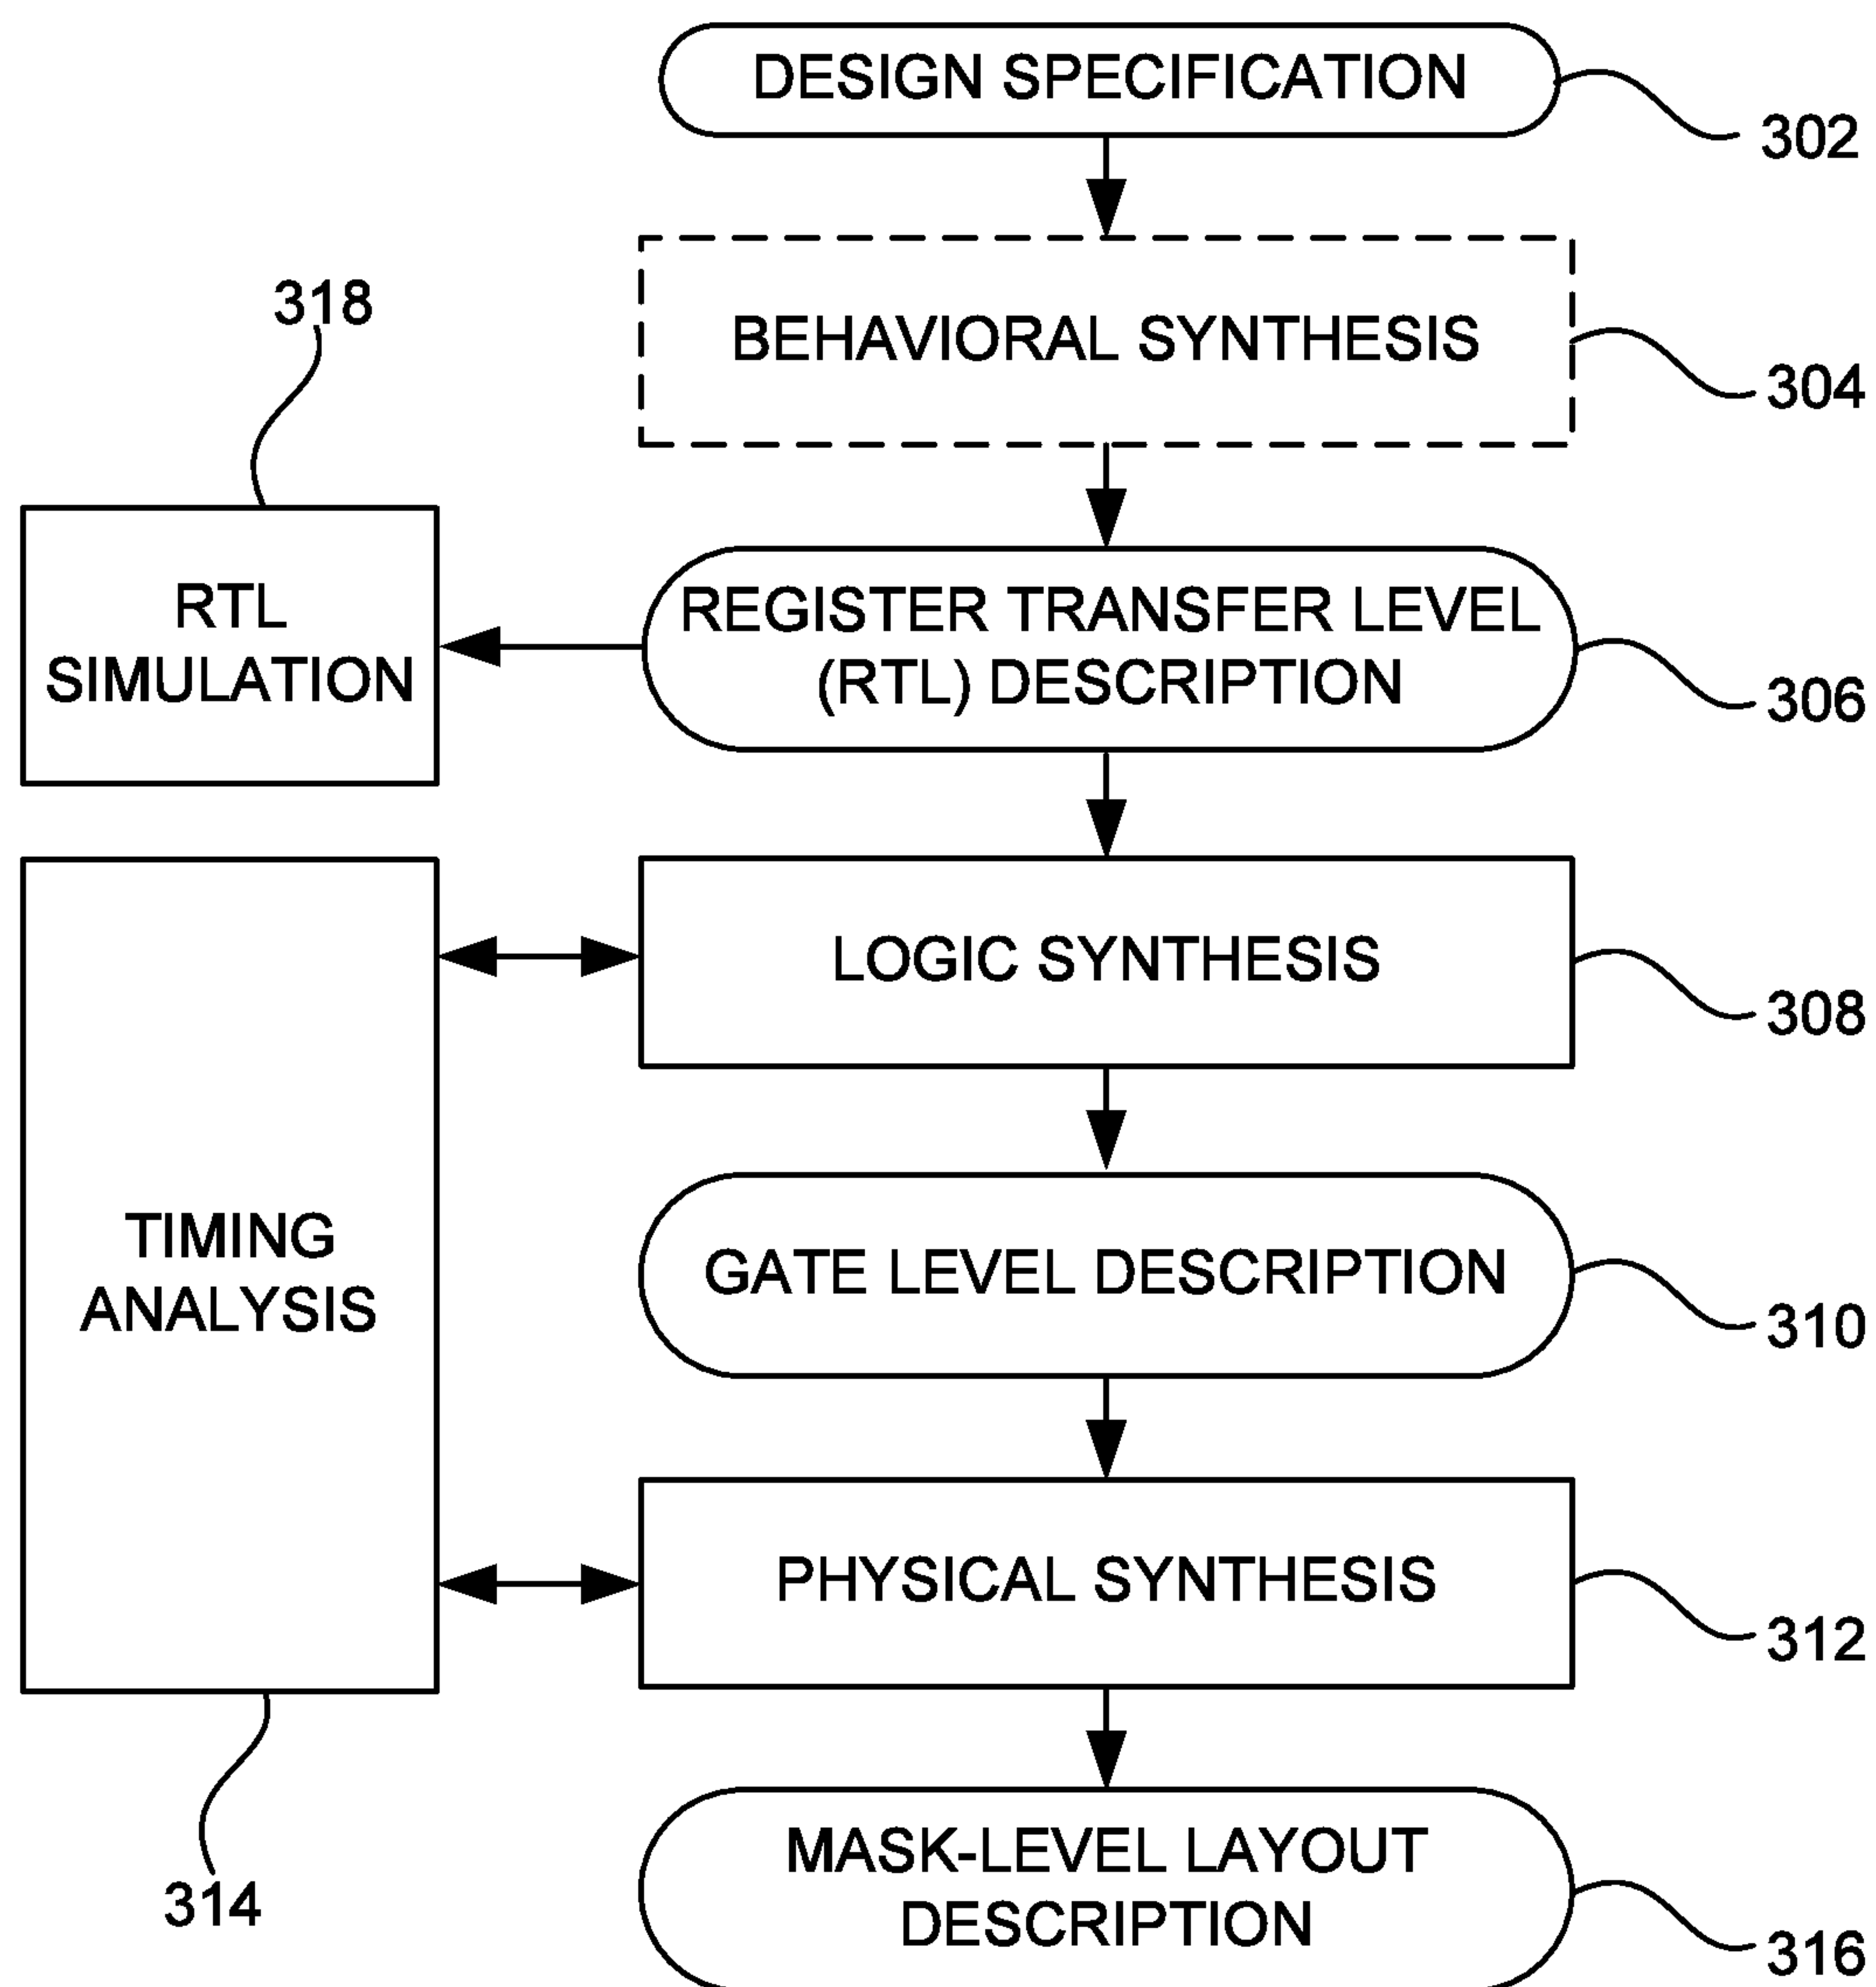 DESIGN SPECIFICATION
302
BEHAVIORAL SYNTHESIS
304
318
RTL
SIMULATION
REGISTER TRANSFER LEVEL
(RTL) DESCRIPTION
306
LOGIC SYNTHESIS
308
TIMING
ANALYSIS
GATE LEVEL DESCRIPTION
310
PHYSICAL SYNTHESIS
312
314
MASK-LEVEL LAYOUT
DESCRIPTION
316